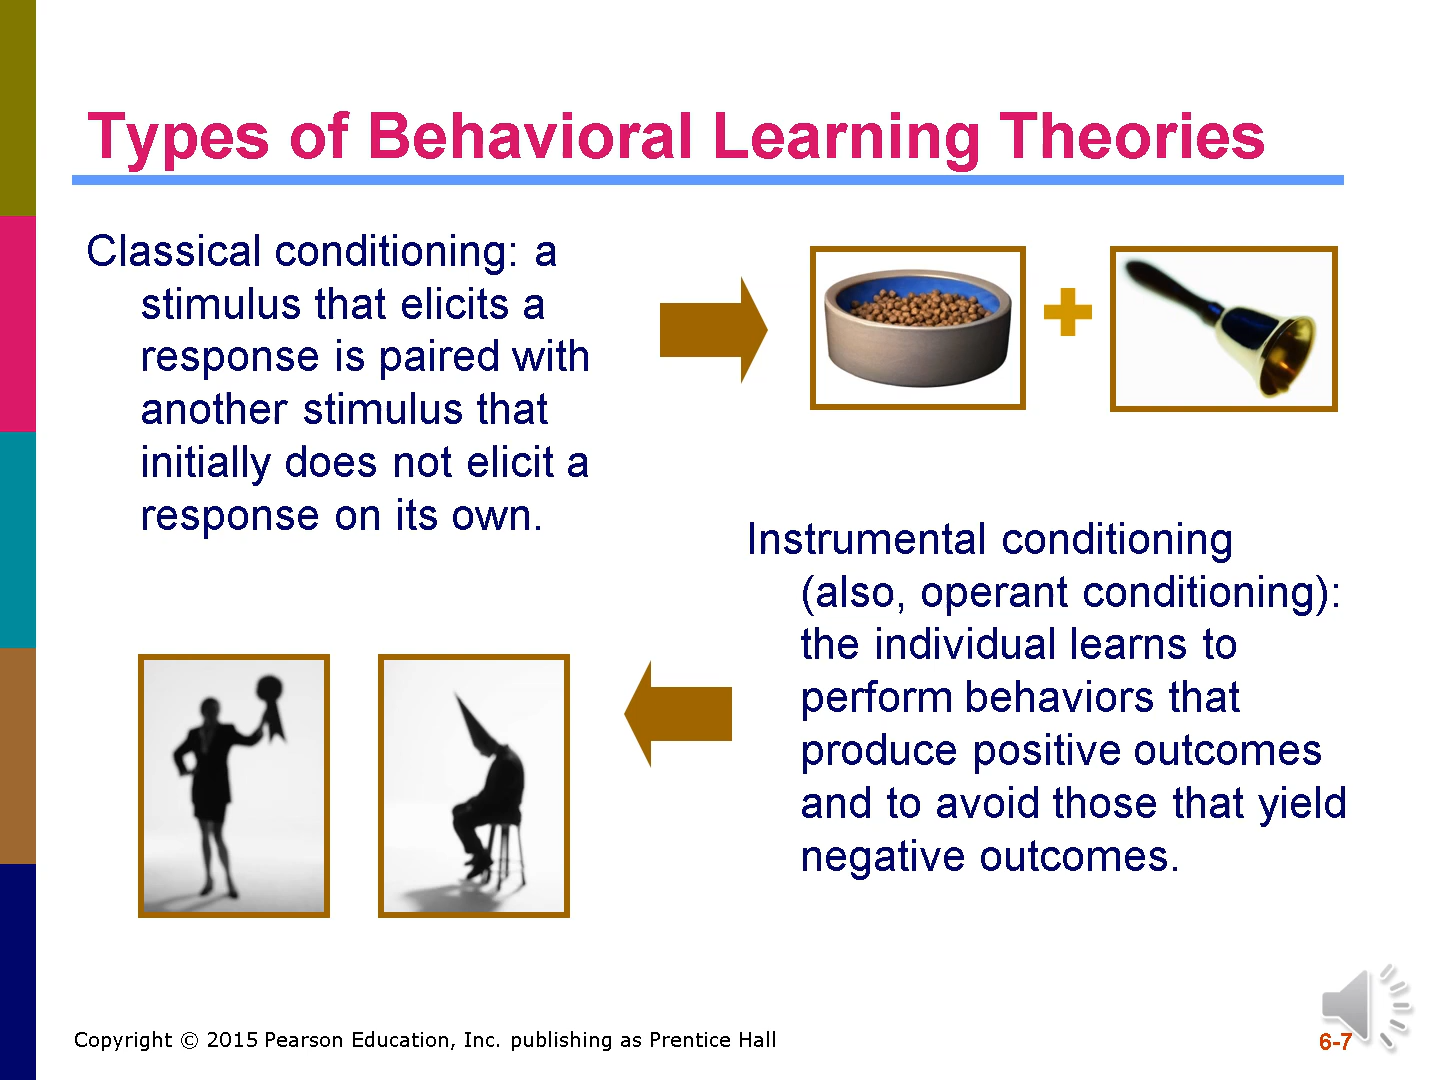 Types of Behavioral Learning Theories
Classical conditioning: a
stimulus that elicits a
response is paired with
another stimulus that
initially does not elicit a
response on its own.
Instrumental conditioning
(also, operant conditioning):
the individual learns to
perform behaviors that
produce positive outcomes
and to avoid those that yield
negative outcomes.
Copyright © 2015 Pearson Education, Inc. publishing as Prentice Hall
6-7